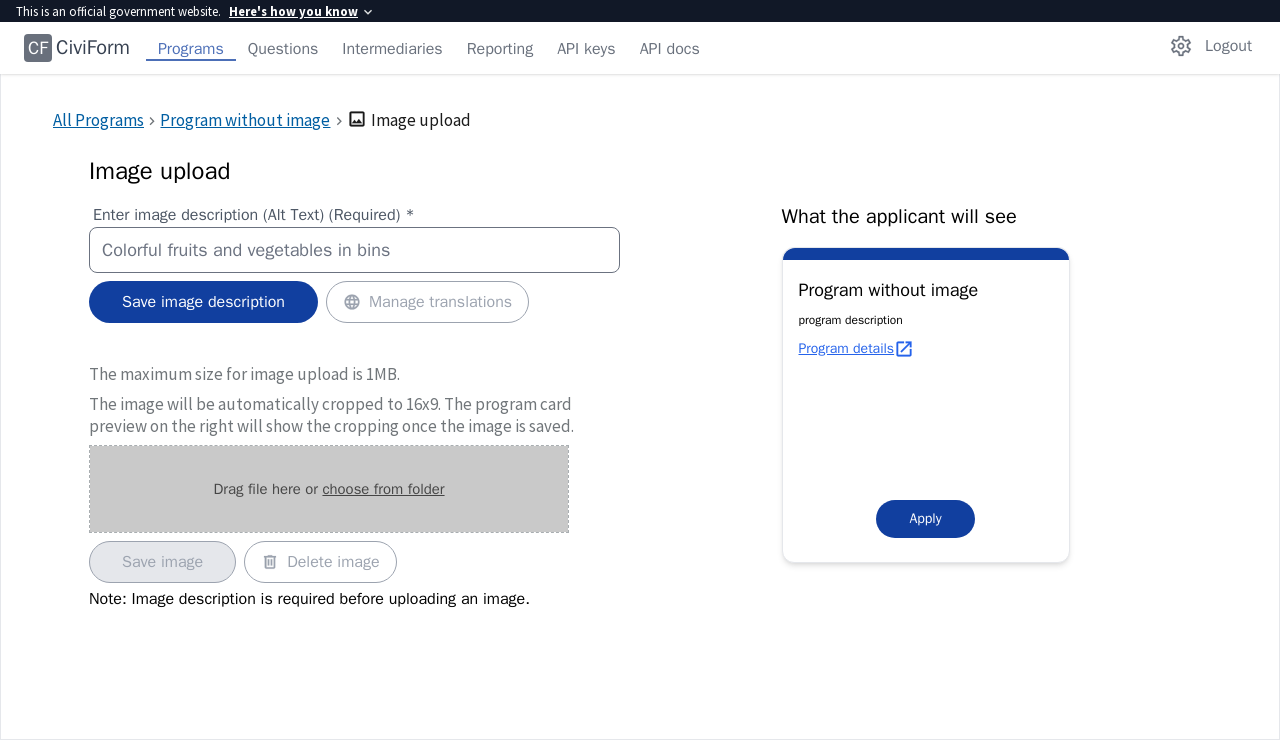 This is an official government website. Here's how you know
CF CiviForm Programs Questions Intermediaries Reporting API keys API docs Logout
All Programs Program without image Image upload
Image upload
Enter image description (Alt Text) (Required) *
Colorful fruits and vegetables in bins
Save image description Manage translations
The maximum size for image upload is 1MB.
The image will be automatically cropped to 16x9. The program card
preview on the right will show the cropping once the image is saved.
Drag file here or choose from folder
Save image Delete image
Note: Image description is required before uploading an image.
What the applicant will see
Program without image
program description
Program details
Apply